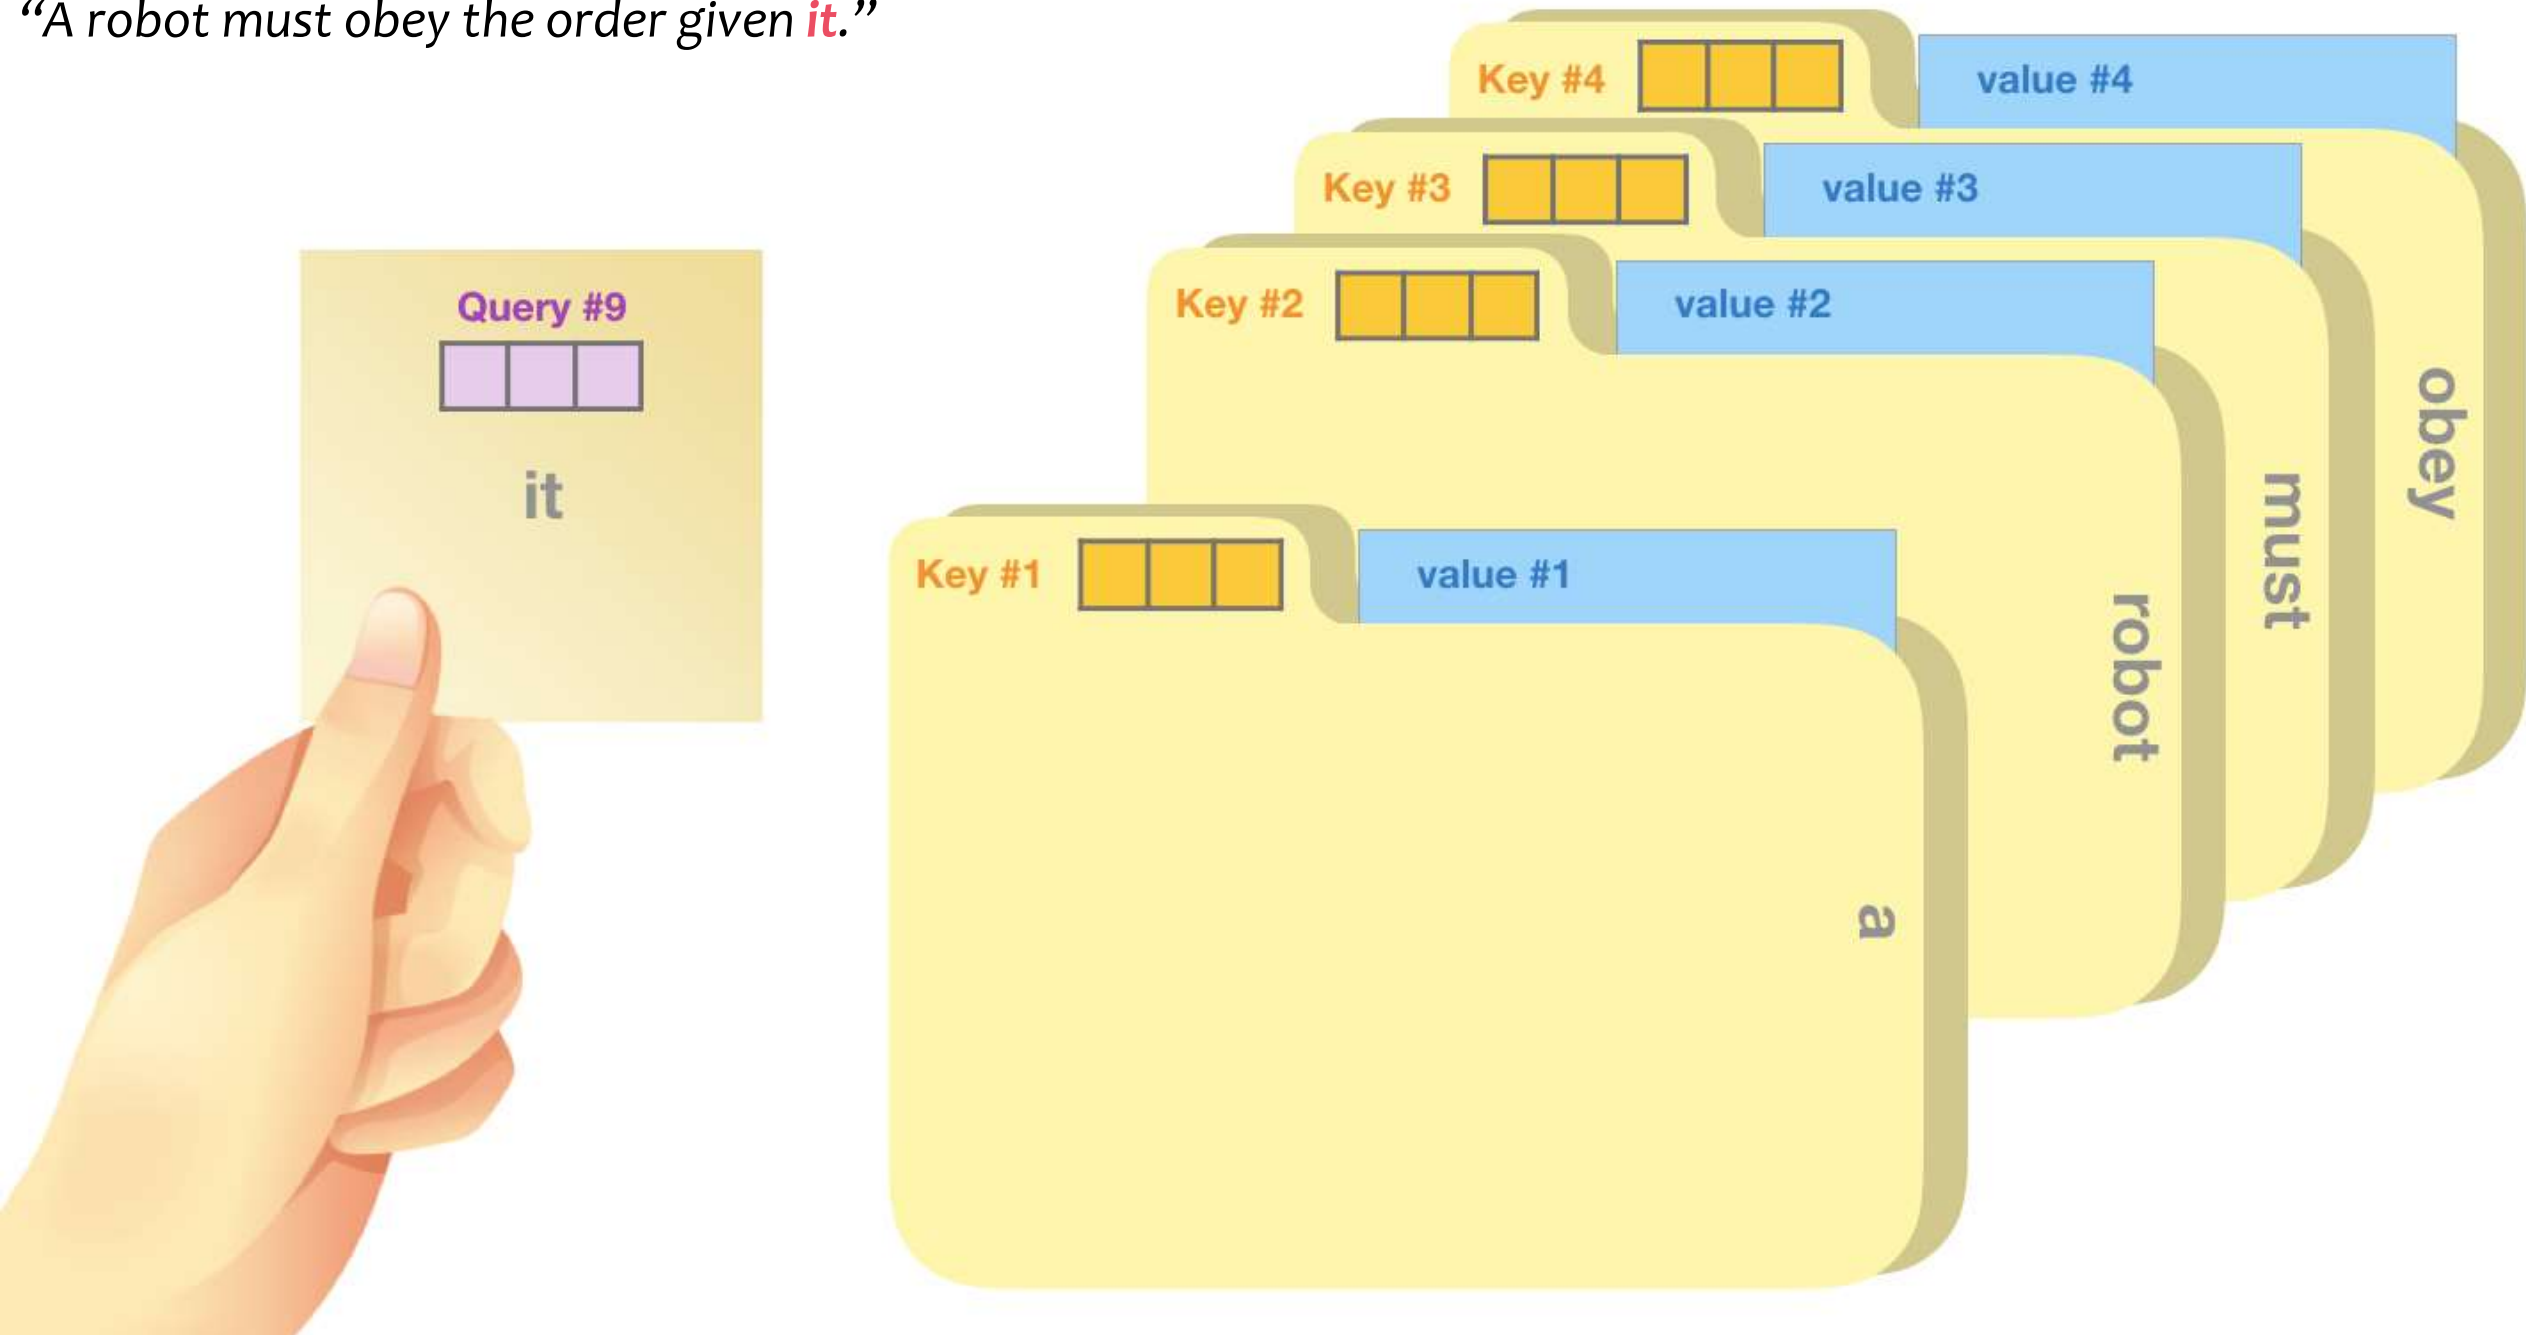 “A robot must obey the order given it.”
Key #4
value #4
Key #3
value #3
Key #2
value #2
Query #9
it
Key #1
value #1
obey
must
robot
a